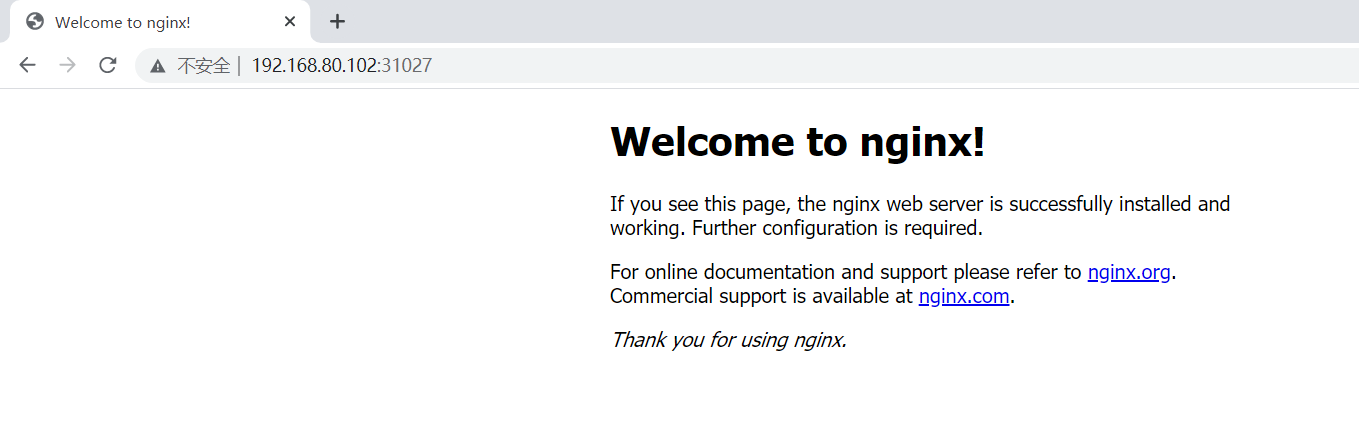 Welcome to nginx!
不安全 | 192.168.80.102:31027
Welcome to nginx!
If you see this page, the nginx web server is successfully installed and
working. Further configuration is required.
For online documentation and support please refer to nginx.org.
Commercial support is available at nginx.com.
Thank you for using nginx.